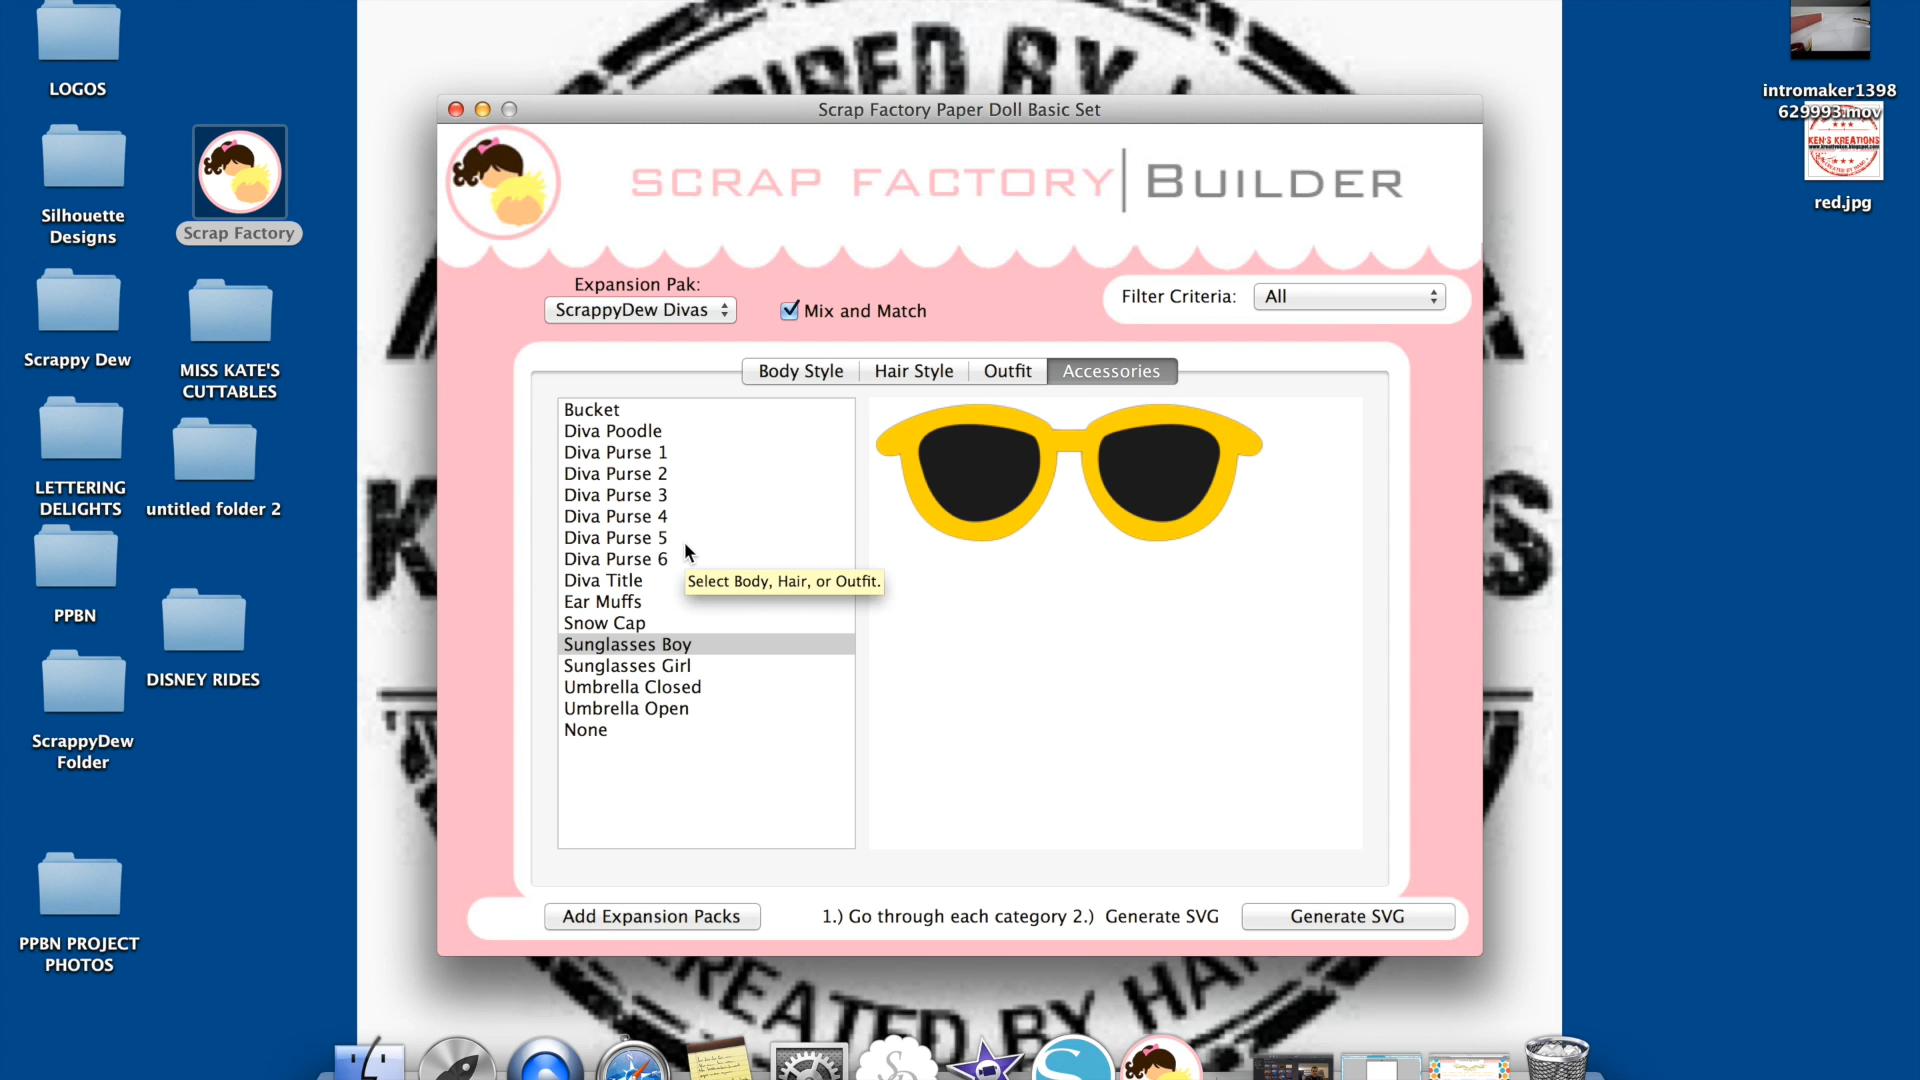 LOGOS
Silhouette
Designs
Scrap Factory
Scrappy Dew
MISS KATE'S
CUTTABLES
LETTERING
DELIGHTS
untitled folder 2
PPBN
DISNEY RIDES
ScrappyDew
Folder
PPBN PROJECT
PHOTOS
intromaker1398
629993.mov
KEN'S KREATIONS
red.jpg
Scrap Factory Paper Doll Basic Set
SCRAP FACTORY BUILDER
Expansion Pak:
ScrappyDew Divas
Mix and Match
Filter Criteria:
All
Body Style
Hair Style
Outfit
Accessories
Bucket
Diva Poodle
Diva Purse 1
Diva Purse 2
Diva Purse 3
Diva Purse 4
Diva Purse 5
Diva Purse 6
Diva Title
Ear Muffs
Snow Cap
Sunglasses Boy
Sunglasses Girl
Umbrella Closed
Umbrella Open
None
Select Body, Hair, or Outfit.
Add Expansion Packs
1.) Go through each category 2.) Generate SVG
Generate SVG
CREATED BY HAN